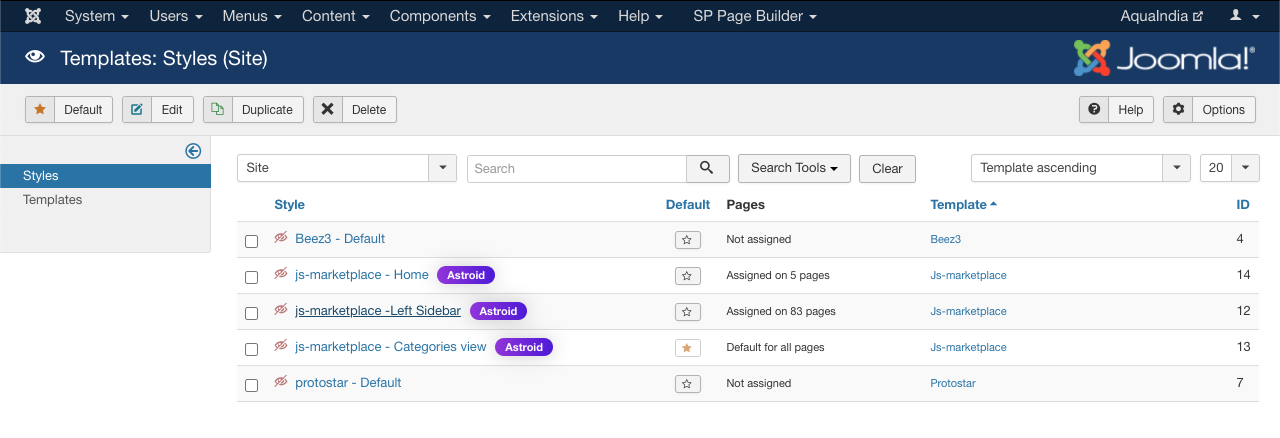 System Users Menus Content Components Extensions Help SP Page Builder AquaIndia
Templates: Styles (Site) Joomla!®
Default Edit Duplicate Delete Help Options
Styles
Templates
Site Search Search Tools Clear Template ascending 20
Style Default Pages Template ID
Beez3 - Default Not assigned Beez3 4
js-marketplace - Home Astroid Assigned on 5 pages Js-marketplace 14
js-marketplace -Left Sidebar Astroid Assigned on 83 pages Js-marketplace 12
js-marketplace - Categories view Astroid Default for all pages Js-marketplace 13
protostar - Default Not assigned Protostar 7